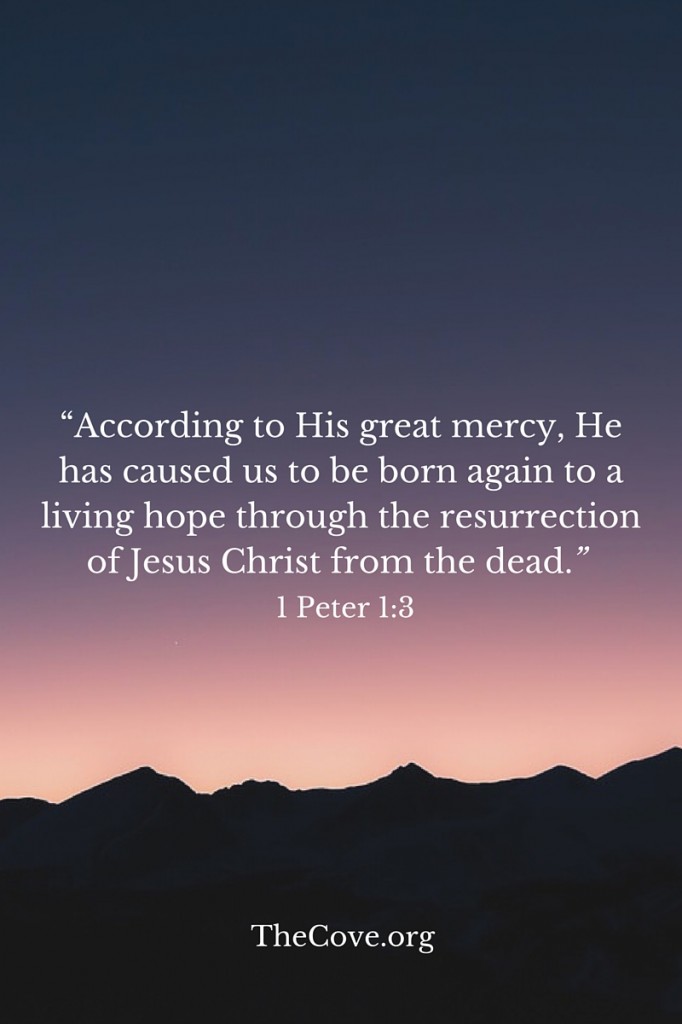 “According to His great mercy, He
has caused us to be born again to a
living hope through the resurrection
of Jesus Christ from the dead.”
1 Peter 1:3
TheCove.org